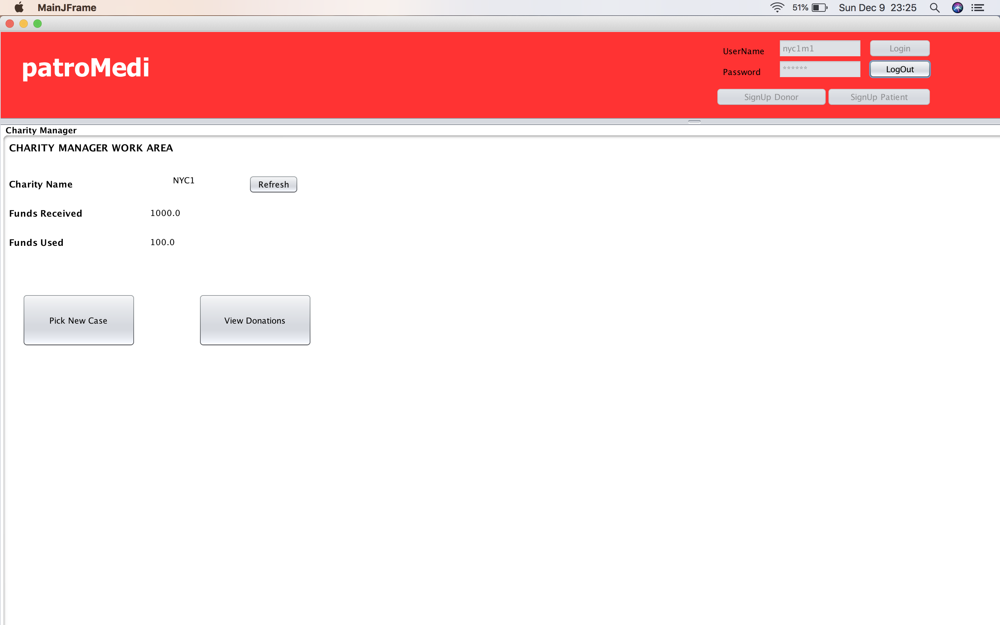 MainJFrame
51%
Sun Dec 9 23:25
patroMedi
UserName
nyc1m1
Login
Password
******
LogOut
SignUp Donor
SignUp Patient
Charity Manager
CHARITY MANAGER WORK AREA
Charity Name
NYC1
Refresh
Funds Received
1000.0
Funds Used
100.0
Pick New Case
View Donations